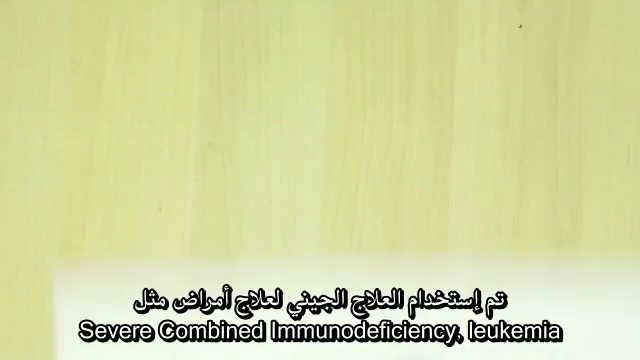 تم إستخدام العلاج الجيني لعلاج أمراض مثل
Severe Combined Immunodeficiency, leukemia